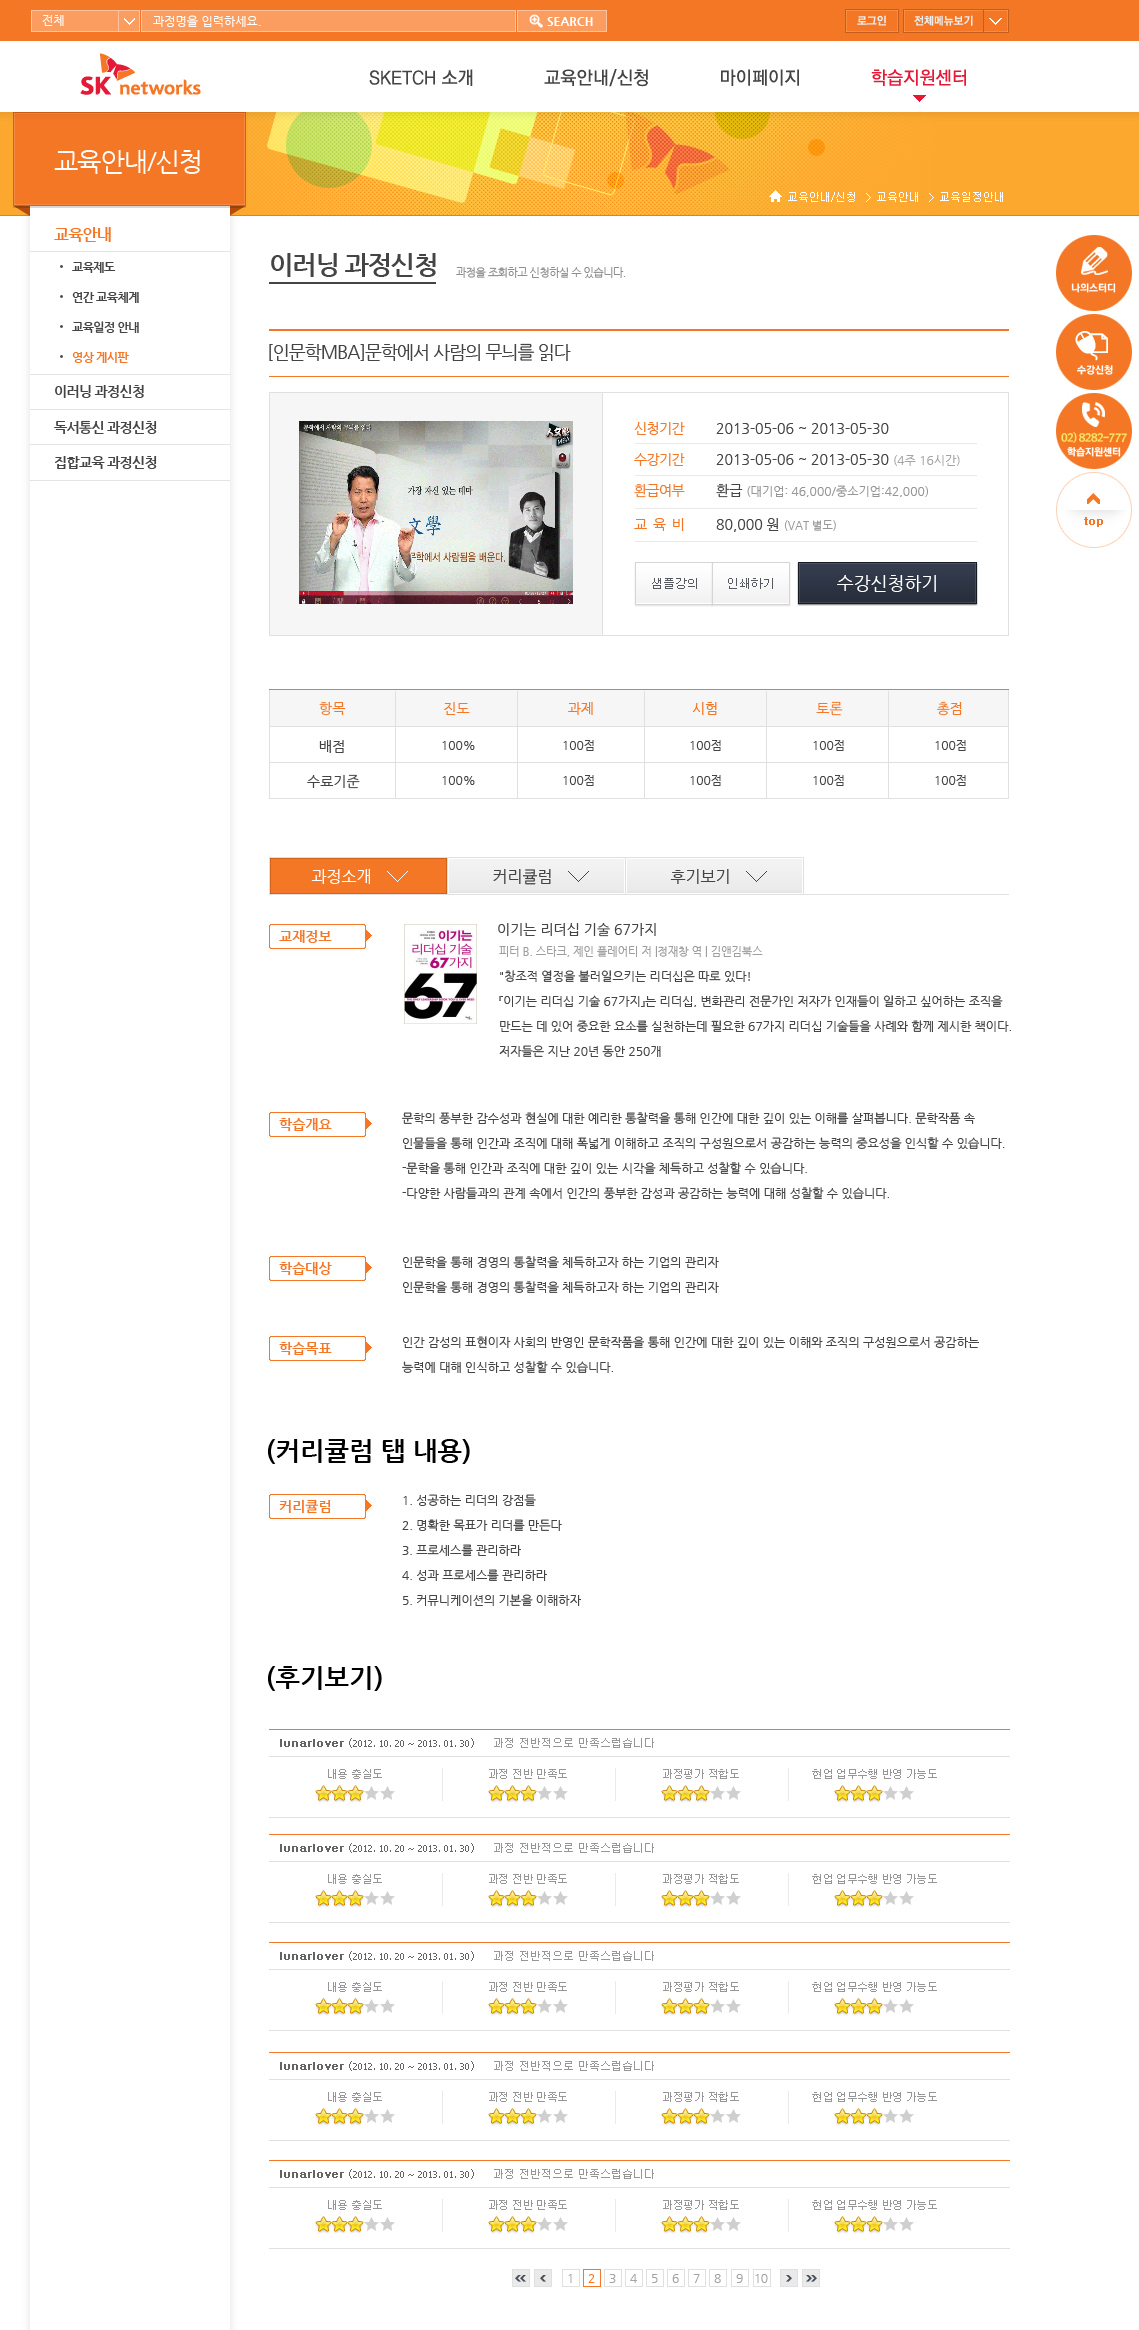 전체
과정명을 입력하세요.
SEARCH
로그인
전체메뉴보기
SK networks
SKETCH 소개
교육안내/신청
마이페이지
학습지원센터
교육안내/신청
교육안내/신청 > 교육안내 > 교육일정안내
교육안내
· 교육제도
· 연간 교육체계
· 교육일정 안내
· 영상 게시판
이러닝 과정신청
독서통신 과정신청
집합교육 과정신청
이러닝 과정신청
과정을 조회하고 신청하실 수 있습니다.
나의스터디
수강신청
02) 8282-777
학습지원센터
top
[인문학MBA]문학에서 사람의 무늬를 읽다
문학에서 사람의 무늬를 읽다
가장 자신 있는 테마
文學
문학에서 사람됨을 배운다.
신청기간 2013-05-06 ~ 2013-05-30
수강기간 2013-05-06 ~ 2013-05-30 (4주 16시간)
환급여부 환급 (대기업: 46,000/중소기업:42,000)
교 육 비 80,000 원 (VAT 별도)
샘플강의
인쇄하기
수강신청하기
항목 진도 과제 시험 토론 총점
배점 100% 100점 100점 100점 100점
수료기준 100% 100점 100점 100점 100점
과정소개
커리큘럼
후기보기
교재정보
이기는
리더십 기술
67가지
67
이기는 리더십 기술 67가지
피터 B. 스타크, 제인 플레어티 저 |정재창 역 | 김앤김북스
"창조적 열정을 불러일으키는 리더십은 따로 있다!
『이기는 리더십 기술 67가지』는 리더십, 변화관리 전문가인 저자가 인재들이 일하고 싶어하는 조직을
만드는 데 있어 중요한 요소를 실천하는데 필요한 67가지 리더십 기술들을 사례와 함께 제시한 책이다.
저자들은 지난 20년 동안 250개
학습개요
문학의 풍부한 감수성과 현실에 대한 예리한 통찰력을 통해 인간에 대한 깊이 있는 이해를 살펴봅니다. 문학작품 속
인물들을 통해 인간과 조직에 대해 폭넓게 이해하고 조직의 구성원으로서 공감하는 능력의 중요성을 인식할 수 있습니다.
-문학을 통해 인간과 조직에 대한 깊이 있는 시각을 체득하고 성찰할 수 있습니다.
-다양한 사람들과의 관계 속에서 인간의 풍부한 감성과 공감하는 능력에 대해 성찰할 수 있습니다.
학습대상
인문학을 통해 경영의 통찰력을 체득하고자 하는 기업의 관리자
인문학을 통해 경영의 통찰력을 체득하고자 하는 기업의 관리자
학습목표
인간 감성의 표현이자 사회의 반영인 문학작품을 통해 인간에 대한 깊이 있는 이해와 조직의 구성원으로서 공감하는
능력에 대해 인식하고 성찰할 수 있습니다.
(커리큘럼 탭 내용)
커리큘럼
1. 성공하는 리더의 강점들
2. 명확한 목표가 리더를 만든다
3. 프로세스를 관리하라
4. 성과 프로세스를 관리하라
5. 커뮤니케이션의 기본을 이해하자
(후기보기)
lunarlover (2012. 10. 20 ~ 2013. 01. 30) 과정 전반적으로 만족스럽습니다
내용 충실도 과정 전반 만족도 과정평가 적합도 현업 업무수행 반영 가능도
lunarlover (2012. 10. 20 ~ 2013. 01. 30) 과정 전반적으로 만족스럽습니다
내용 충실도 과정 전반 만족도 과정평가 적합도 현업 업무수행 반영 가능도
lunarlover (2012. 10. 20 ~ 2013. 01. 30) 과정 전반적으로 만족스럽습니다
내용 충실도 과정 전반 만족도 과정평가 적합도 현업 업무수행 반영 가능도
lunarlover (2012. 10. 20 ~ 2013. 01. 30) 과정 전반적으로 만족스럽습니다
내용 충실도 과정 전반 만족도 과정평가 적합도 현업 업무수행 반영 가능도
lunarlover (2012. 10. 20 ~ 2013. 01. 30) 과정 전반적으로 만족스럽습니다
내용 충실도 과정 전반 만족도 과정평가 적합도 현업 업무수행 반영 가능도
1 2 3 4 5 6 7 8 9 10